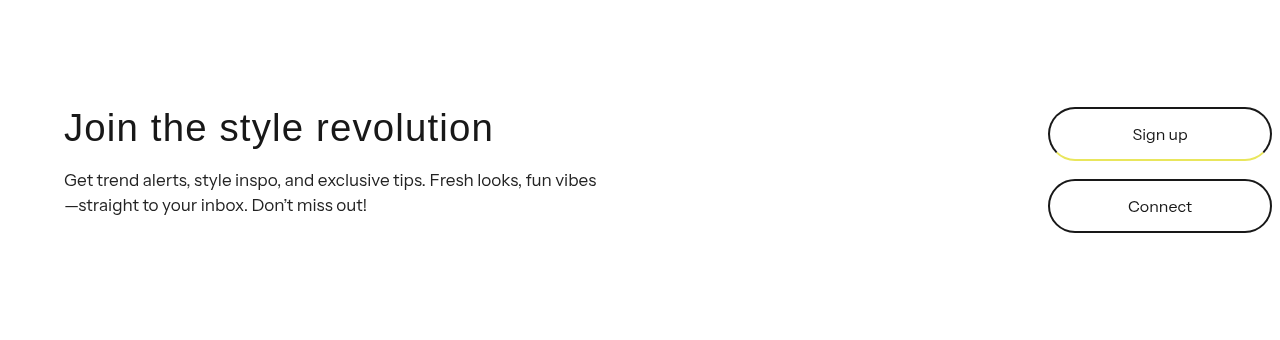 Join the style revolution
Get trend alerts, style inspo, and exclusive tips. Fresh looks, fun vibes
—straight to your inbox. Don’t miss out!
Sign up
Connect